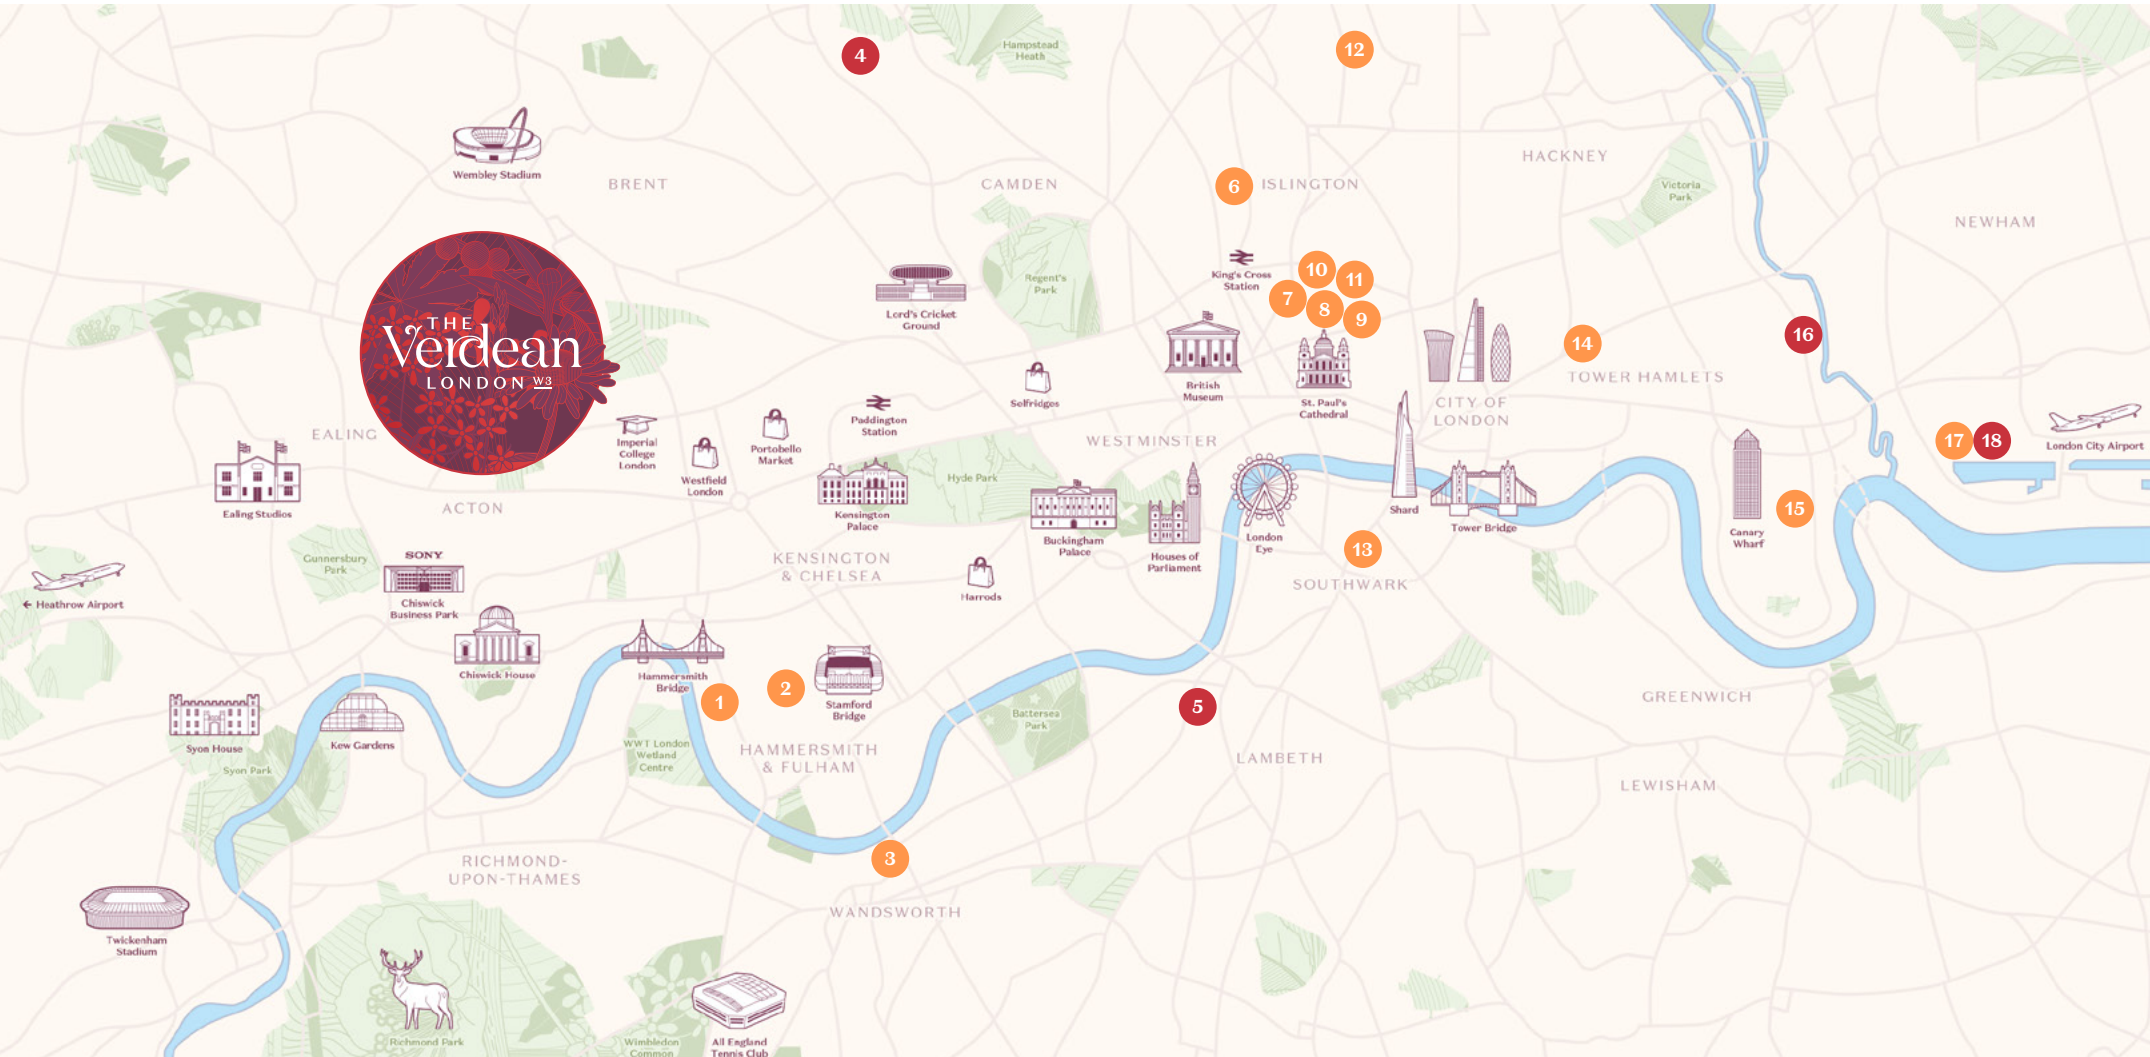 4
Hampstead
Heath
12
Wembley Stadium
BRENT
CAMDEN
6
ISLINGTON
HACKNEY
Victoria
Park
NEWHAM
THE
Verdean
LONDON W3
Lord's Cricket
Ground
Regent's
Park
King's Cross
Station
10
11
7
8
9
14
16
TOWER HAMLETS
British
Museum
St. Paul's
Cathedral
CITY OF
LONDON
Selfridges
Paddington
Station
Portobello
Market
Westfield
London
Imperial
College
London
EALING
Ealing Studios
ACTON
Kensington
Palace
Hyde Park
WESTMINSTER
Buckingham
Palace
Houses of
Parliament
London
Eye
Shard
Tower Bridge
Canary
Wharf
15
17
18
London City Airport
13
SOUTHWARK
Gunnersbury
Park
SONY
Chiswick
Business Park
← Heathrow Airport
KENSINGTON
& CHELSEA
Harrods
Chiswick House
Hammersmith
Bridge
1
2
Stamford
Bridge
5
Battersea
Park
GREENWICH
Syon House
Kew Gardens
Syon Park
WWT London
Wetland
Centre
HAMMERSMITH
& FULHAM
LAMBETH
LEWISHAM
3
RICHMOND-
UPON-THAMES
WANDSWORTH
Twickenham
Stadium
Richmond Park
Wimbledon
Common
All England
Tennis Club